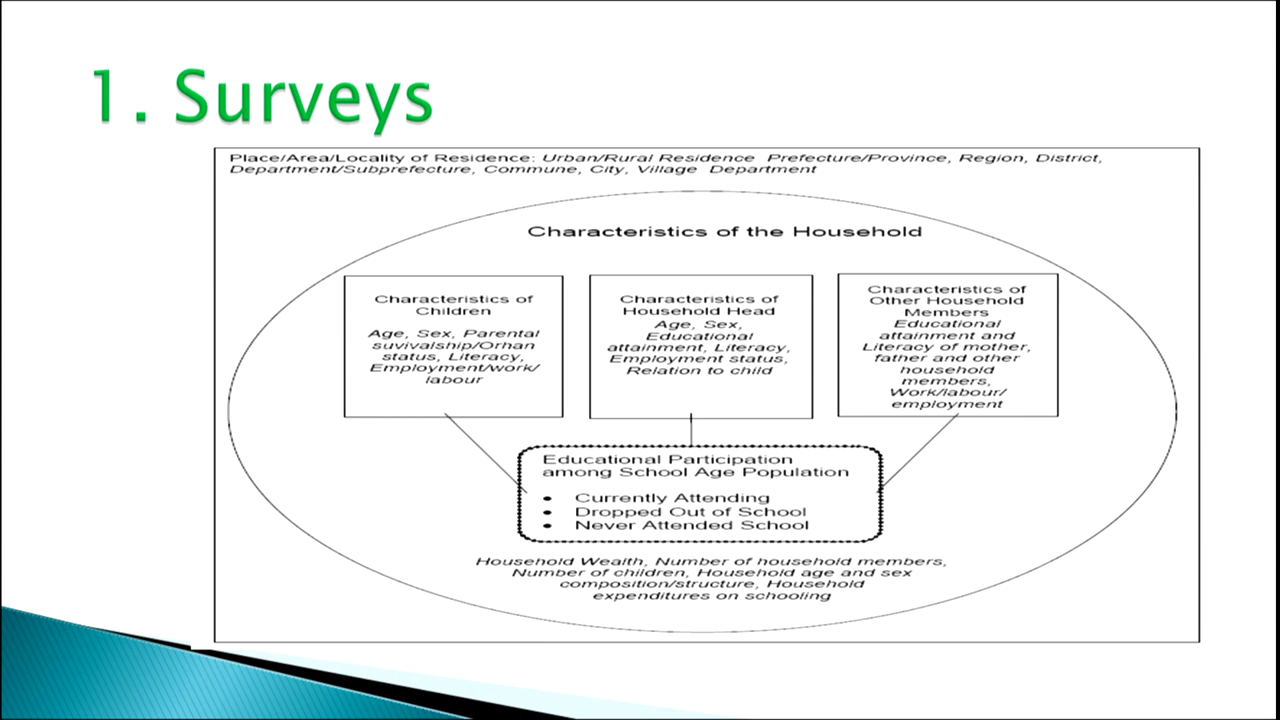 1. Surveys
Place/Area/Locality of Residence: Urban/Rural Residence Prefecture/Province, Region, District,
Department/Subprefecture, Commune, City, Village Department
Characteristics of the Household
Characteristics of
Children
Age, Sex, Parental
suvivalship/Orhan
status, Literacy,
Employment/work/
labour
Characteristics of
Household Head
Age, Sex,
Educational
attainment, Literacy,
Employment status,
Relation to child
Characteristics of
Other Household
Members
Educational
attainment and
Literacy of mother,
father and other
household
members,
Work/labour/
employment
Educational Participation
among School Age Population
• Currently Attending
• Dropped Out of School
• Never Attended School
Household Wealth, Number of household members,
Number of children, Household age and sex
composition/structure, Household
expenditures on schooling